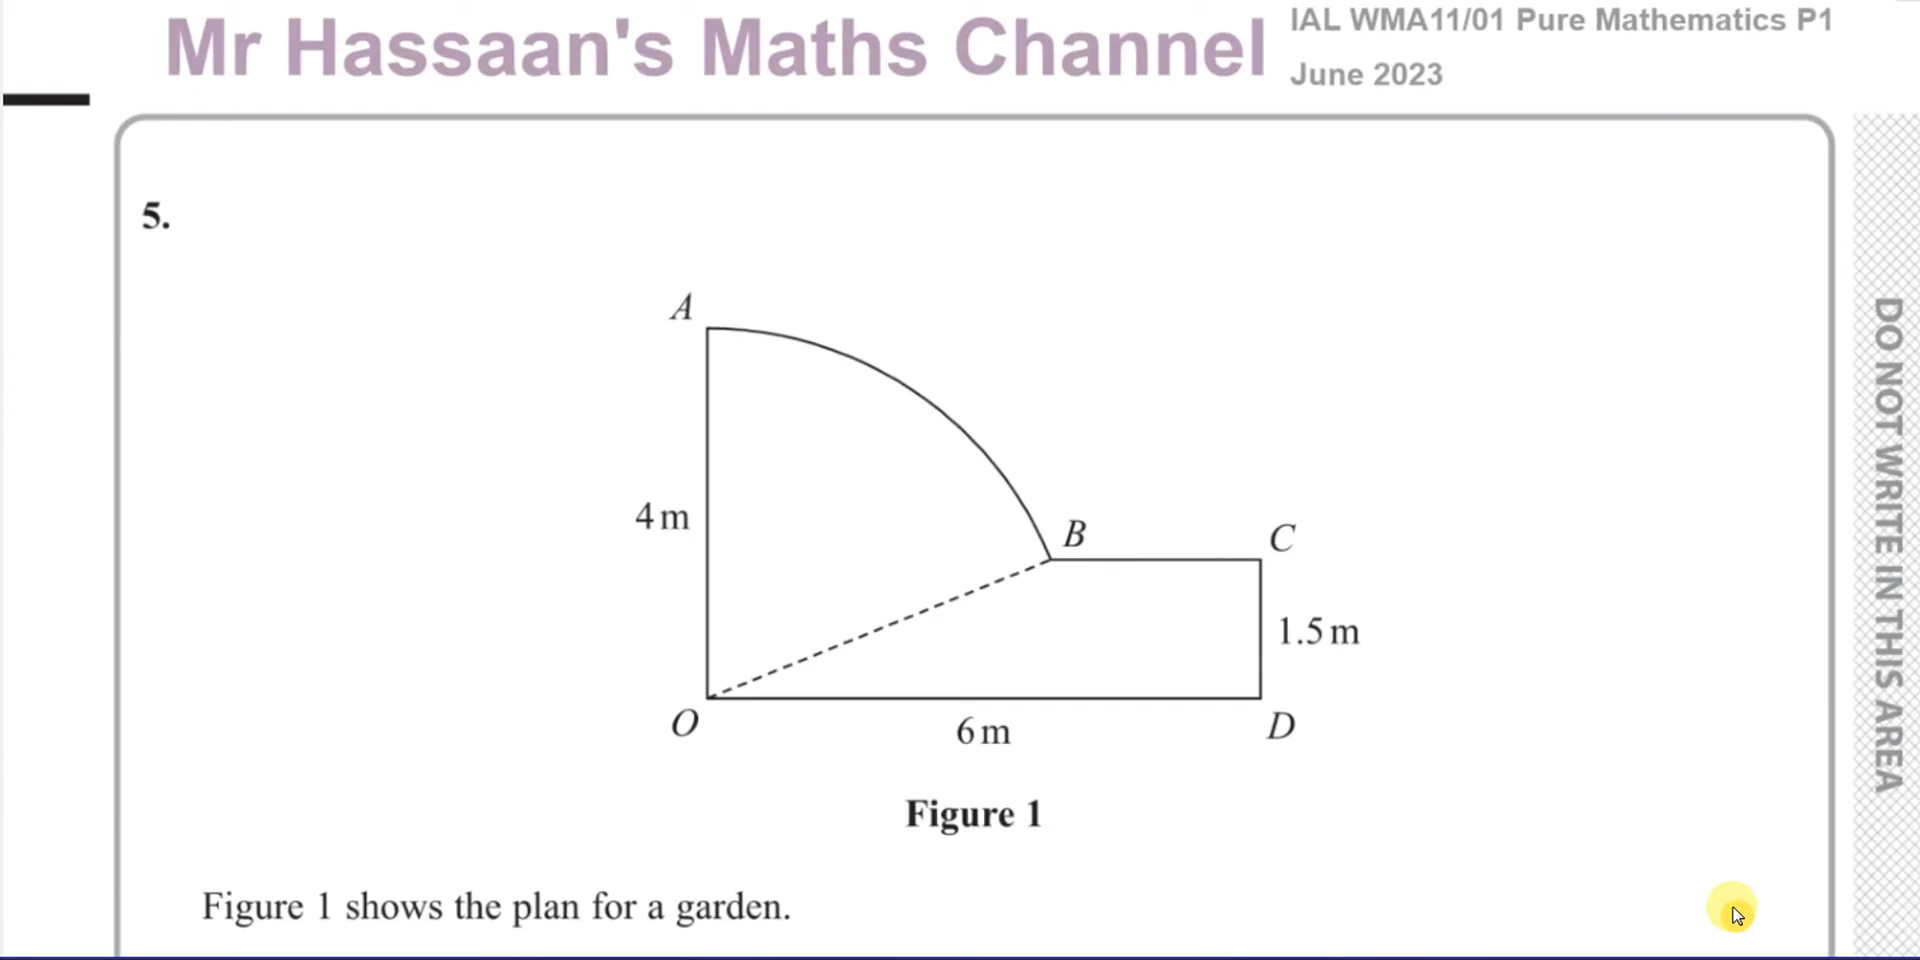 Mr Hassaan's Maths Channel
IAL WMA11/01 Pure Mathematics P1
June 2023
5.
A
4 m
B
C
1.5 m
O
6 m
D
Figure 1
Figure 1 shows the plan for a garden.
DO NOT WRITE IN THIS AREA